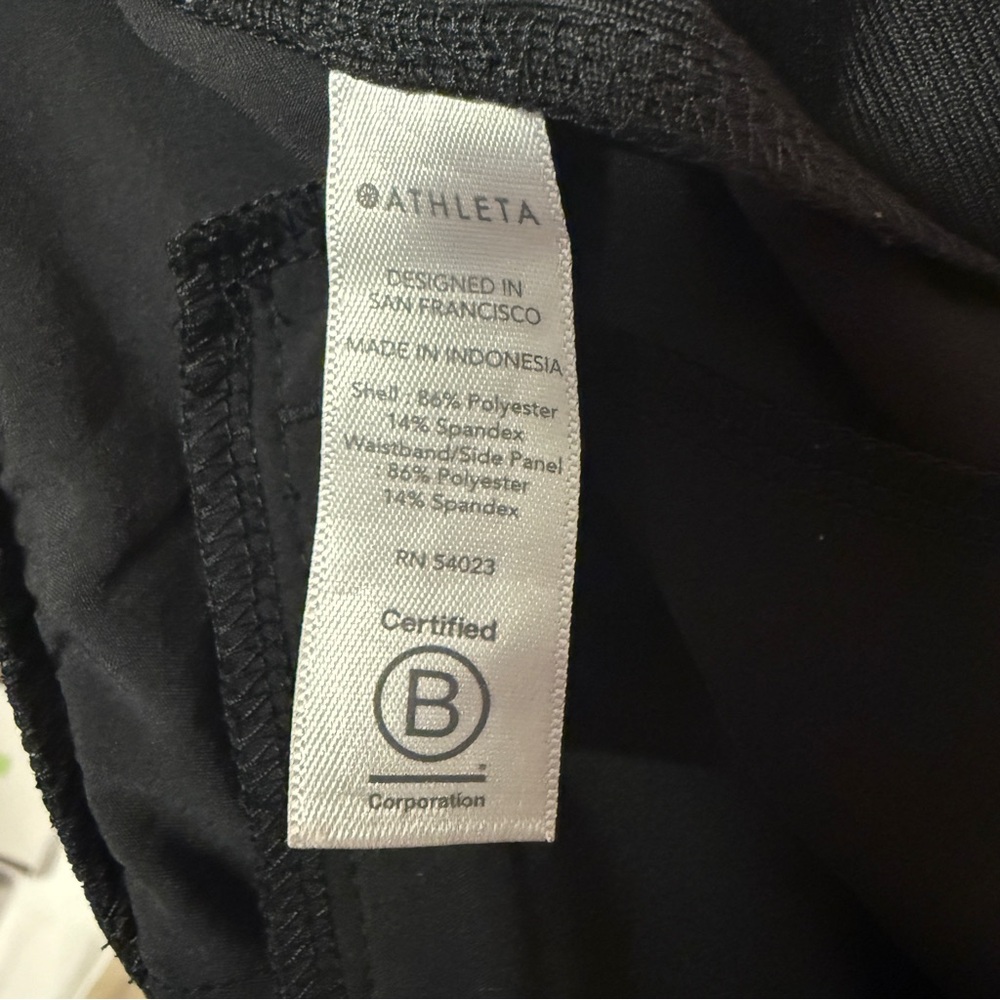 ATHLETA
DESIGNED IN
SAN FRANCISCO
MADE IN INDONESIA
Shell : 86% Polyester
14% Spandex
Waistband/Side Panel
: 86% Polyester
14% Spandex
RN 54023
Certified
B
Corporation